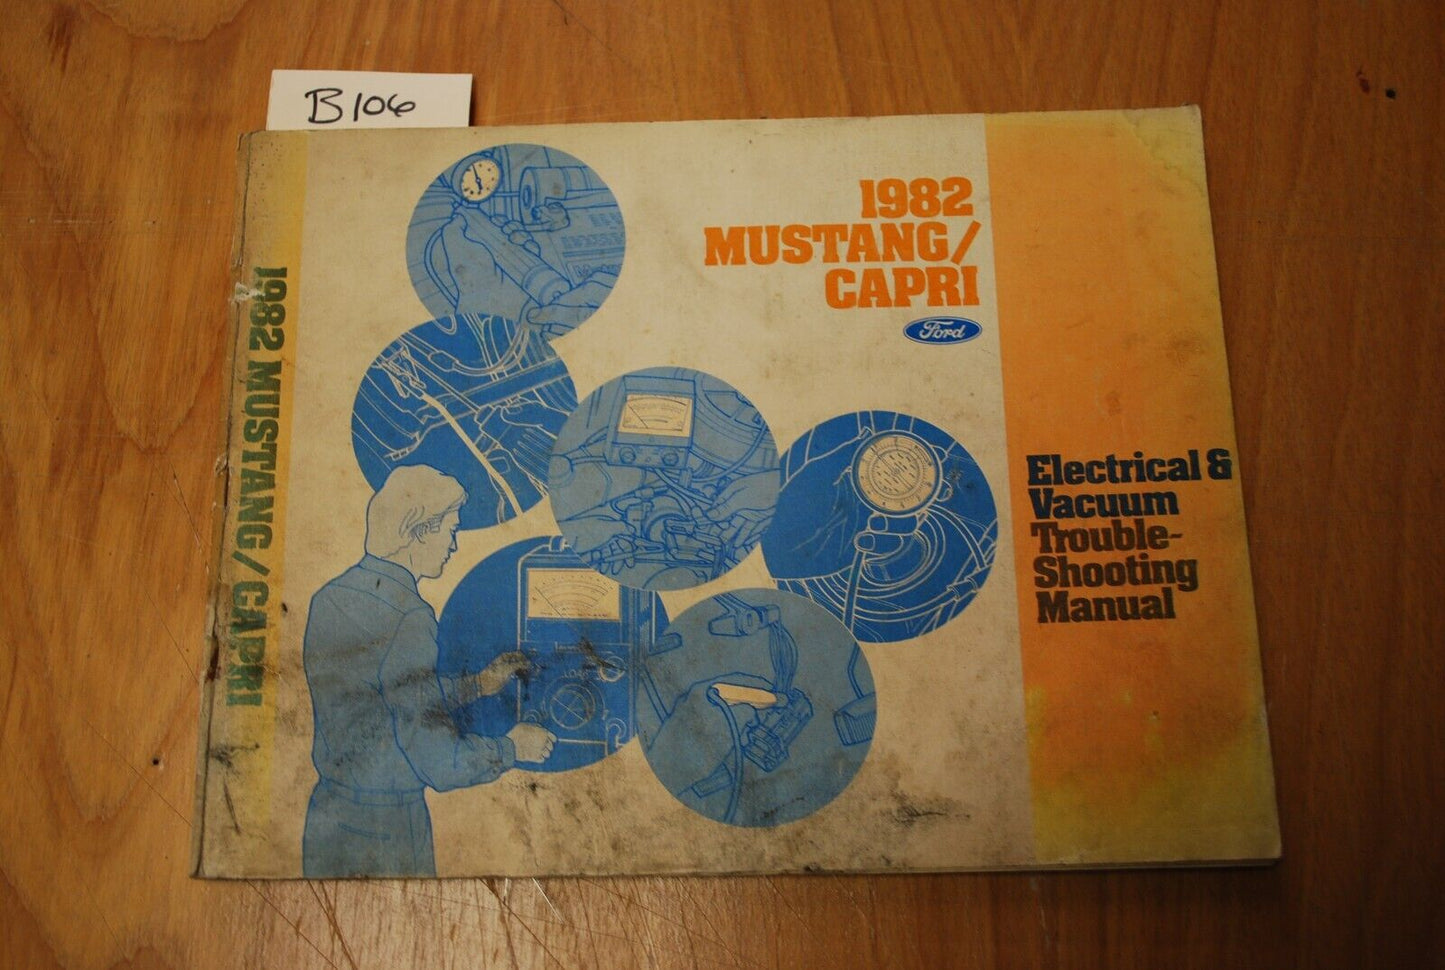 B106
1982
MUSTANG/
CAPRI
Ford
1982 MUSTANG/CAPRI
Electrical &
Vacuum
Trouble-
Shooting
Manual